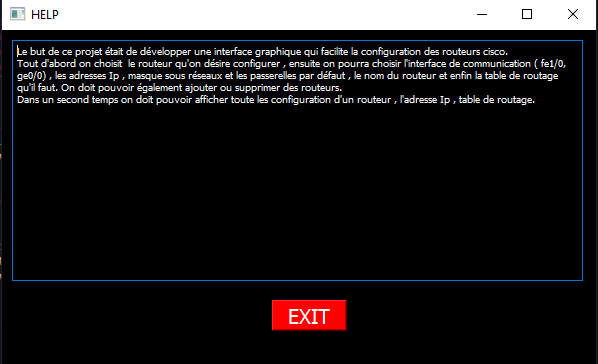 HELP
Le but de ce projet était de développer une interface graphique qui facilite la configuration des routeurs cisco.
Tout d'abord on choisit  le routeur qu'on désire configurer , ensuite on pourra choisir l'interface de communication ( fe1/0,
ge0/0) , les adresses Ip , masque sous réseaux et les passerelles par défaut , le nom du routeur et enfin la table de routage
qu'il faut. On doit pouvoir également ajouter ou supprimer des routeurs.
Dans un second temps on doit pouvoir afficher toute les configuration d'un routeur , l'adresse Ip , table de routage.
EXIT